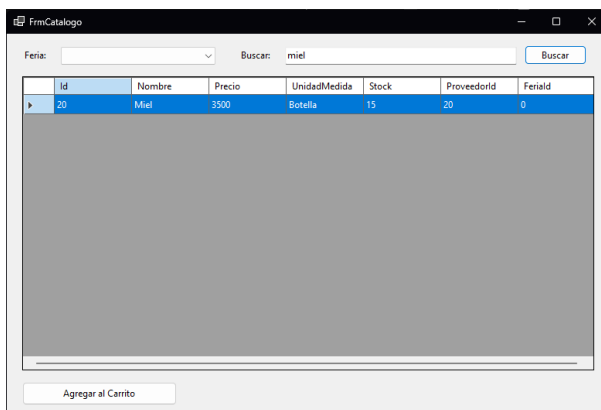 FrmCatalogo
Feria: Buscar: miel Buscar
Id Nombre Precio UnidadMedida Stock ProveedorId FeriaId
20 Miel 3500 Botella 15 20 0
Agregar al Carrito